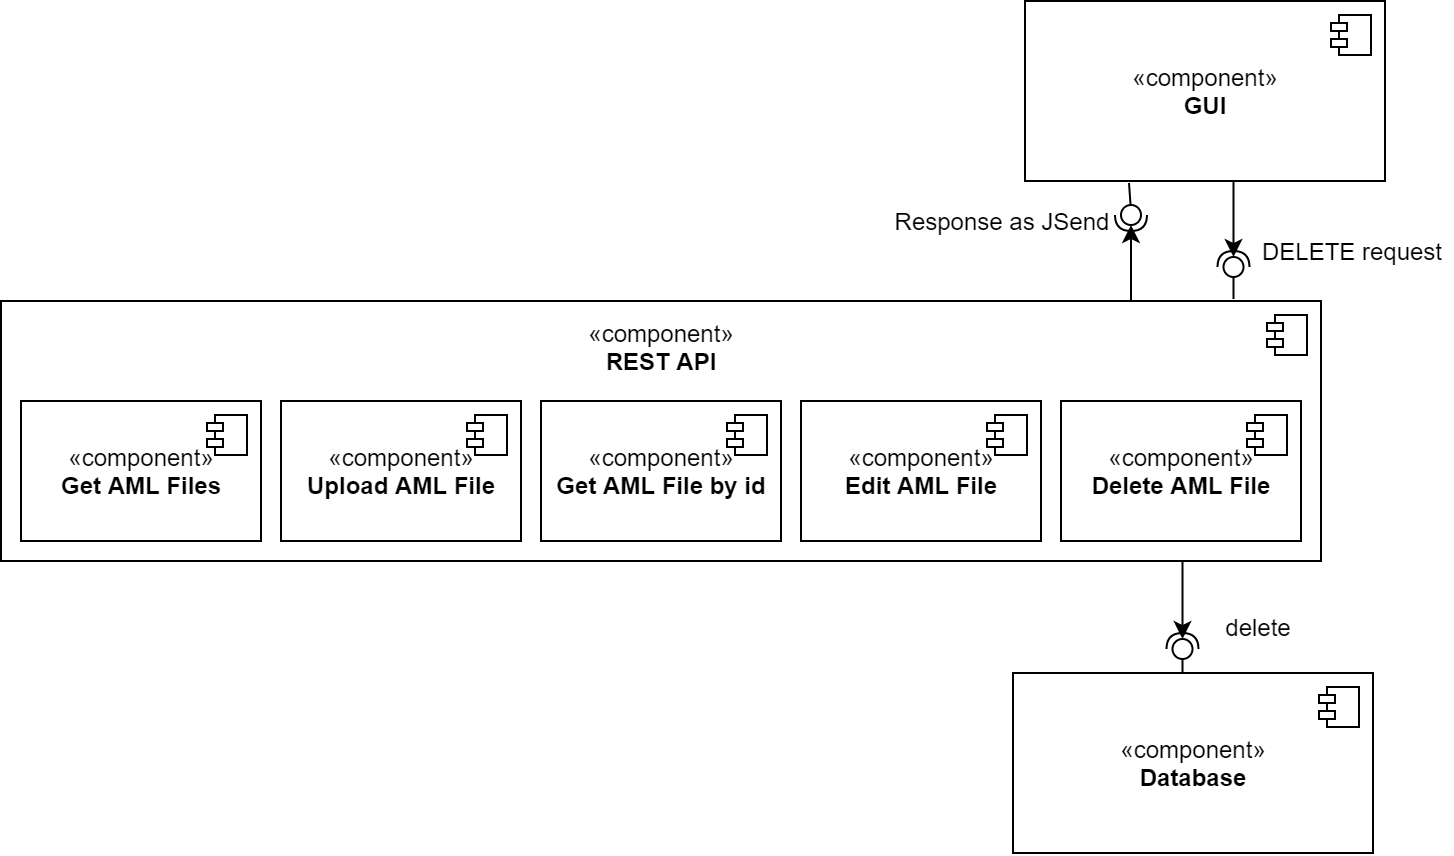 «component»
GUI
Response as JSend
DELETE request
«component»
REST API
«component»
Get AML Files
«component»
Upload AML File
«component»
Get AML File by id
«component»
Edit AML File
«component»
Delete AML File
delete
«component»
Database